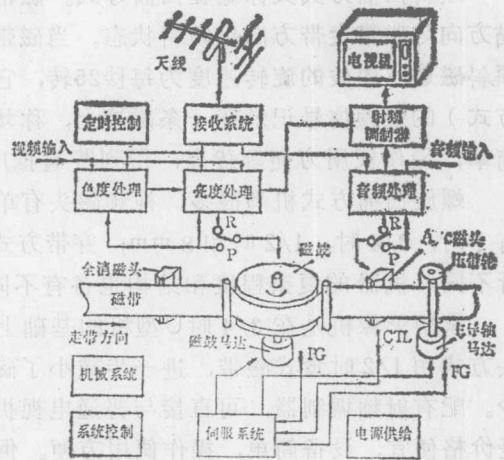 天线
电视机
定时控制
接收系统
射频
调制器
视频输入
音频输入
色度处理
亮度处理
音频处理
R
P
R
P
磁鼓
A/C磁头
压带轮
全消磁头
磁带
走带方向
磁鼓马达
PG
CTL
主导轴
马达
FG
机械系统
系统控制
伺服系统
电源供给